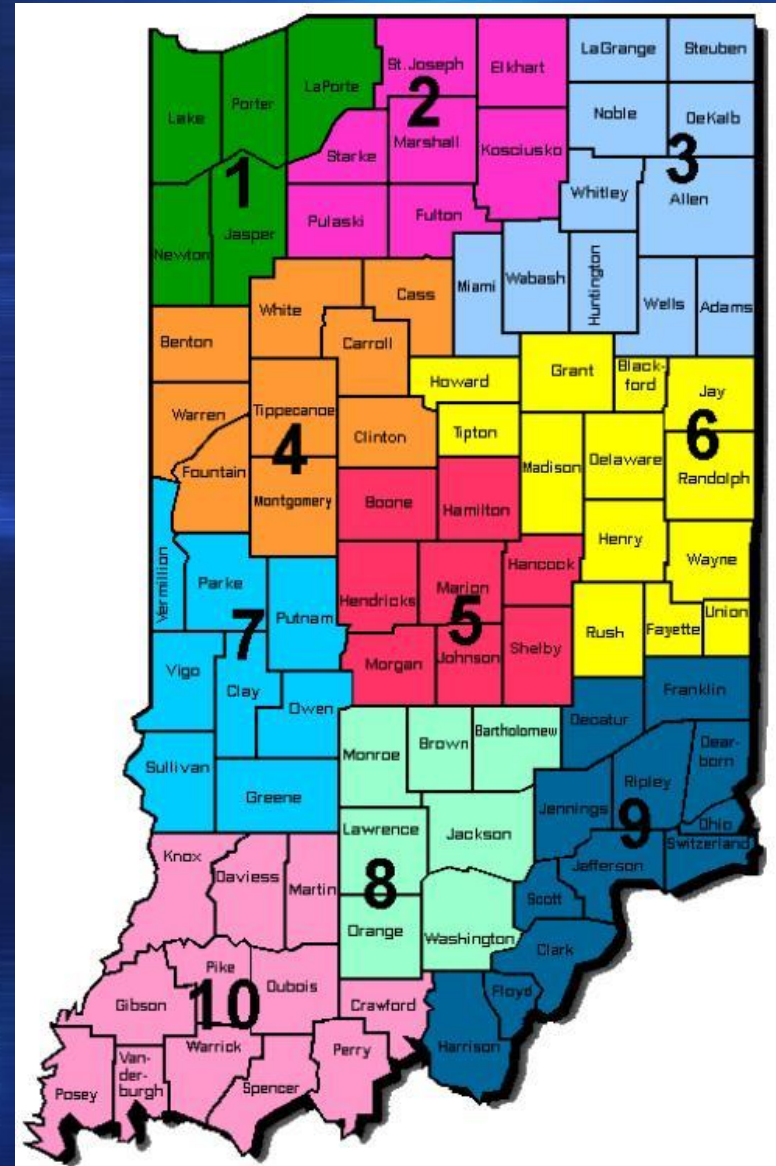 LaGrange
Steuben
St. Joseph
Elkhart
LaPorte
Porter
Lake
2
Noble
DeKalb
Marshall
Starke
Kosciusko
3
Whitley
Allen
1
Pulaski
Fulton
Jasper
Newton
Miami
Wabash
Huntington
Wells
Adams
White
Cass
Benton
Carroll
Howard
Grant
Black-
ford
Jay
Warren
Tippecanoe
Clinton
Tipton
6
4
Fountain
Madison
Delaware
Randolph
Montgomery
Boone
Hamilton
Henry
Wayne
Vermillion
Parke
Hancock
Hendricks
Marion
Putnam
7
5
Rush
Fayette
Union
Vigo
Clay
Morgan
Johnson
Shelby
Owen
Franklin
Decatur
Monroe
Brown
Bartholomew
Dear-
born
Sullivan
Greene
Ripley
Jennings
9
Ohio
Lawrence
Jackson
Switzerland
Knox
Daviess
Martin
Jefferson
8
Scott
Orange
Washington
Clark
Pike
Dubois
Gibson
10
Crawford
Floyd
Warrick
Perry
Harrison
Van-
der-
burgh
Posey
Spencer